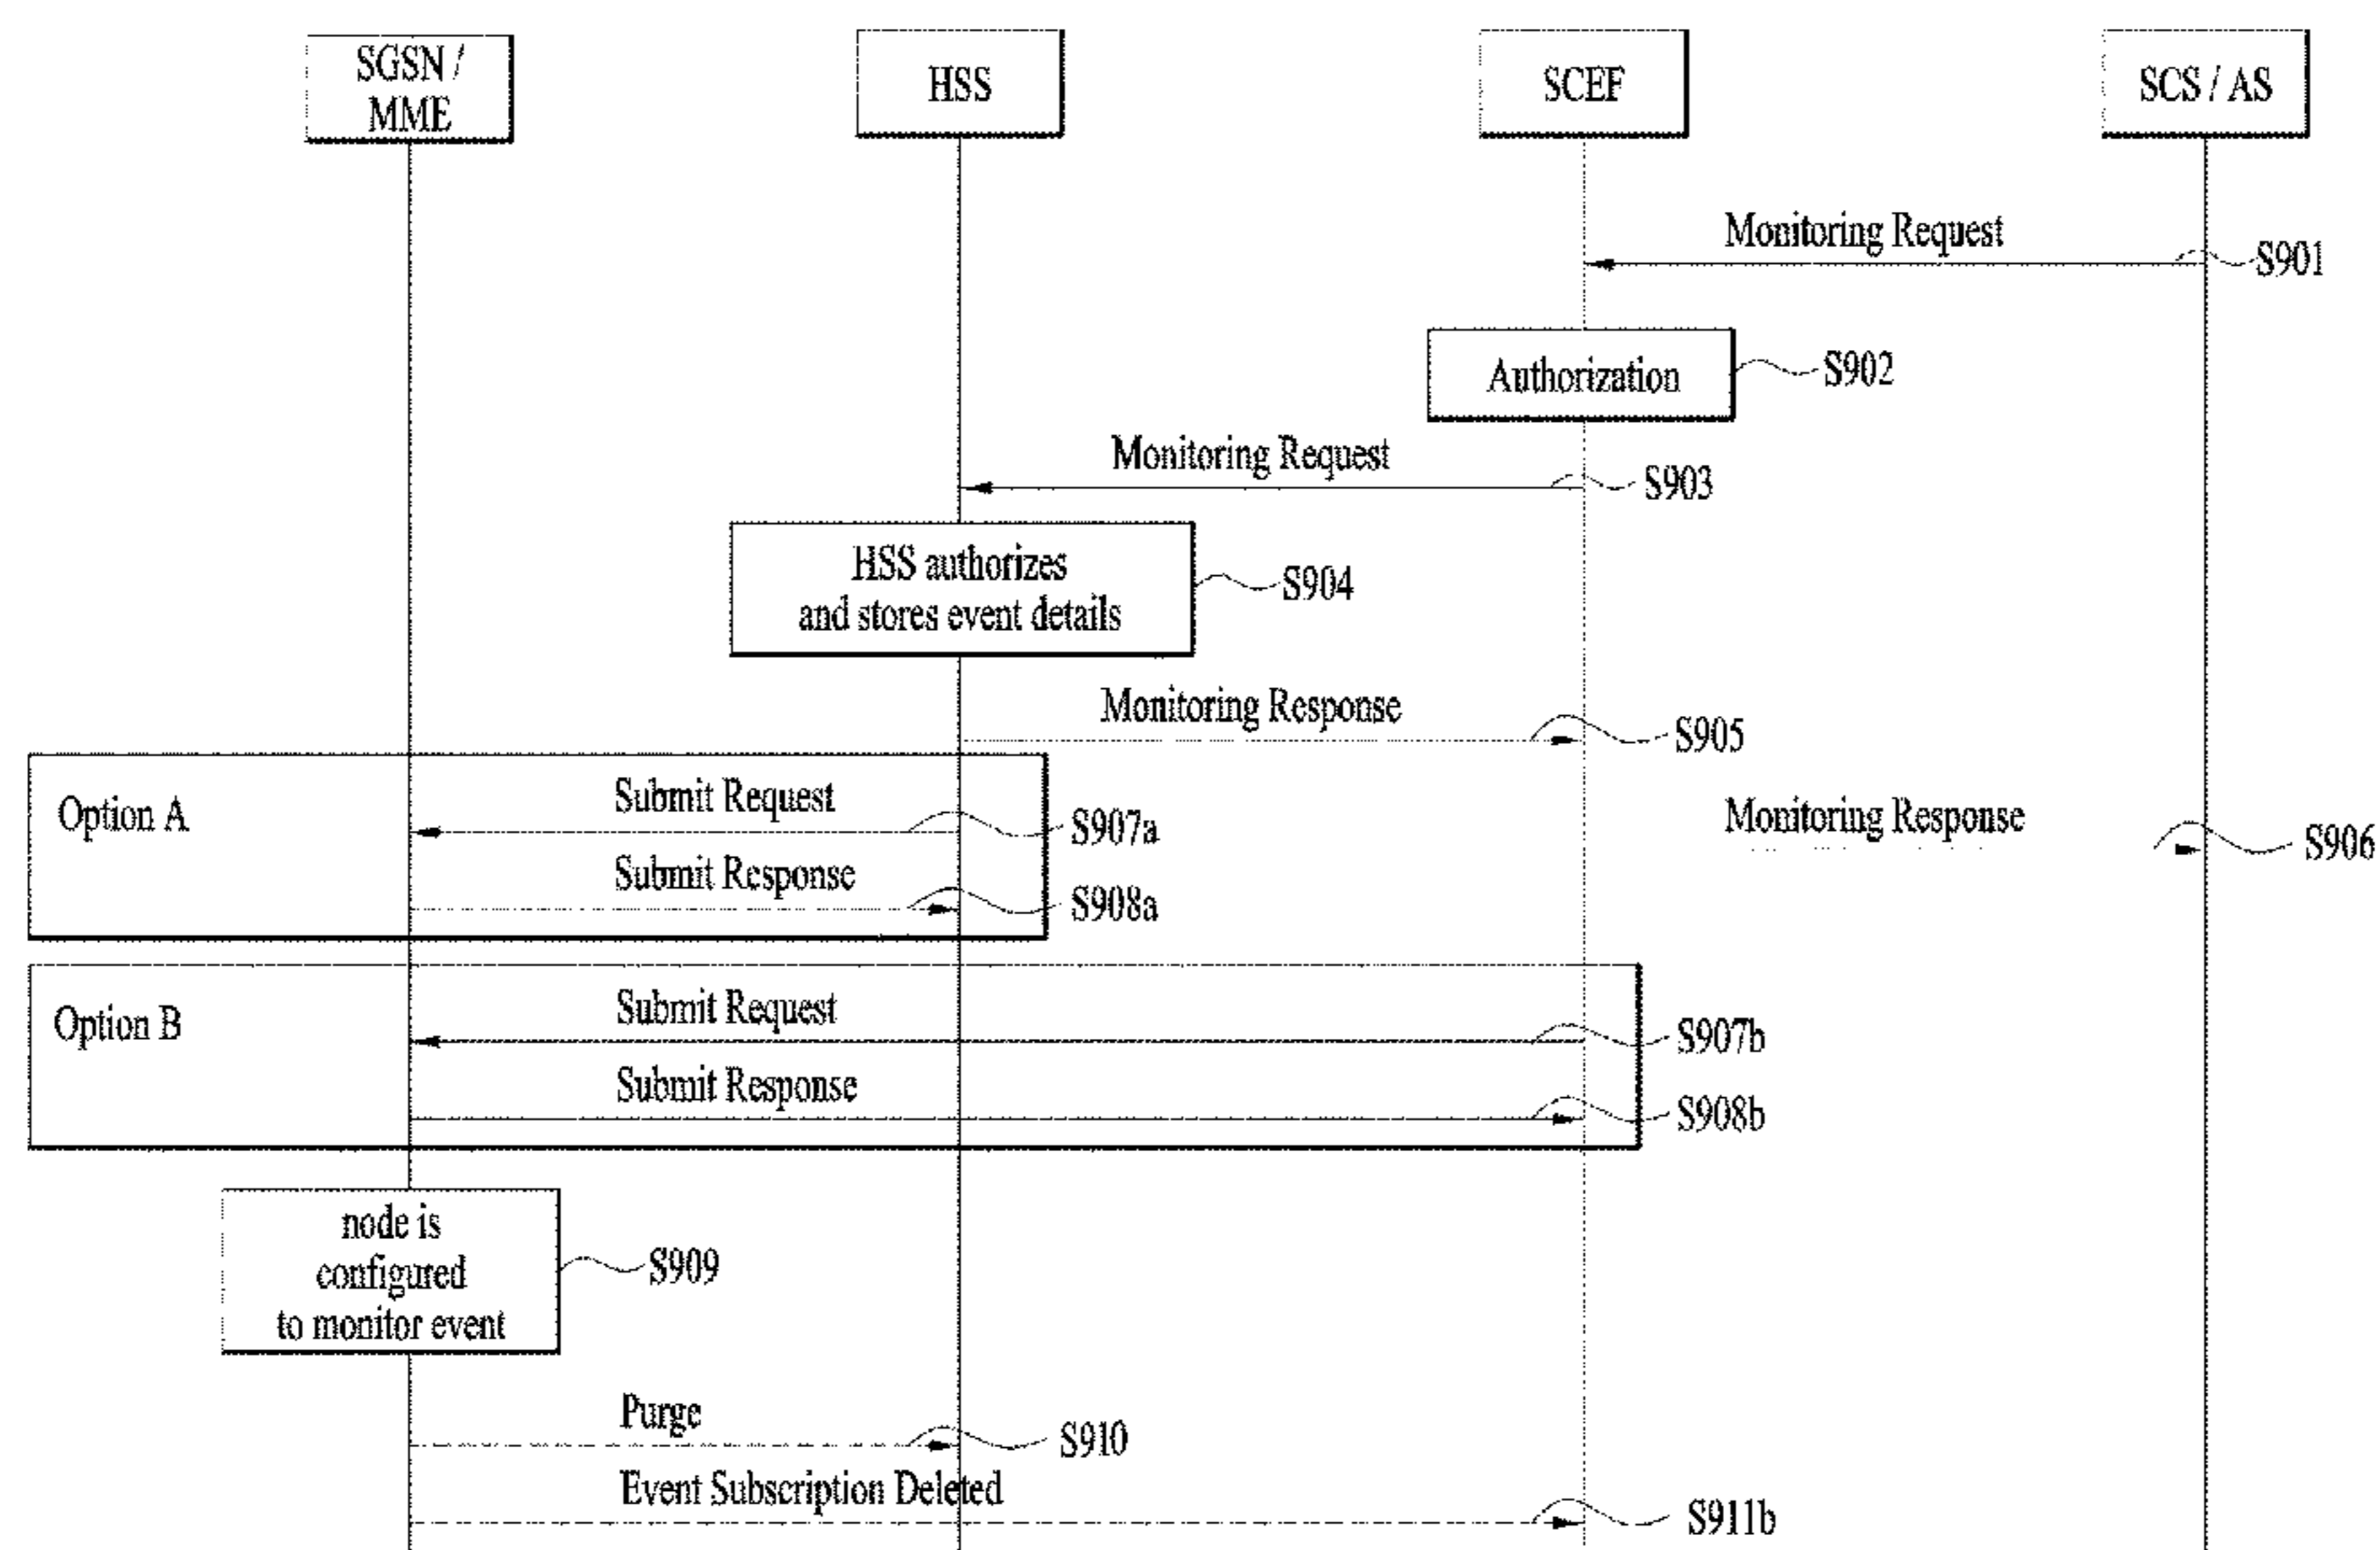 SGSN /
MME
HSS
SCEF
SCS / AS
Monitoring Request
S901
Authorization
S902
Monitoring Request
S903
HSS authorizes
and stores event details
S904
Monitoring Response
S905
Option A
Submit Request
S907a
Monitoring Response
S906
Submit Response
S908a
Option B
Submit Request
S907b
Submit Response
S908b
node is
configured
to monitor event
S909
Purge
S910
Event Subscription Deleted
S911b